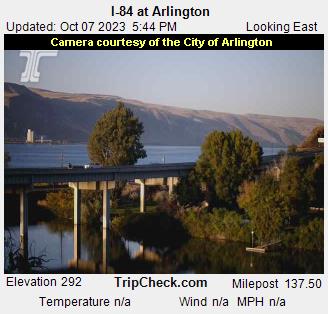 I-84 at Arlington
Updated: Oct 07 2023 5:44 PM Looking East
Camera courtesy of the City of Arlington
Elevation 292 TripCheck.com Milepost 137.50
Temperature n/a Wind n/a MPH n/a